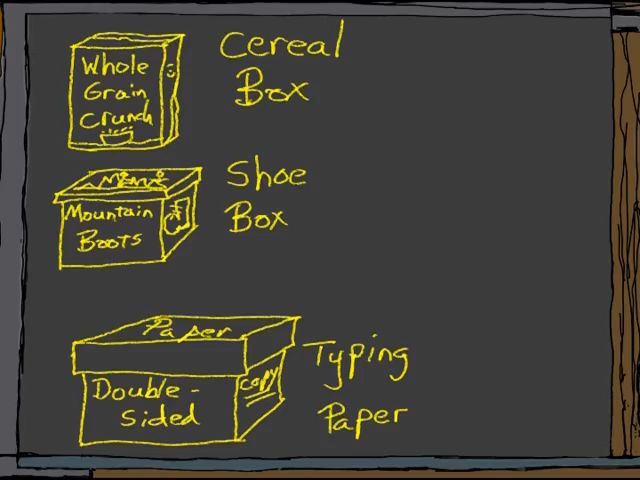 Whole
Grain
Crunch
Cereal
Box
Mountain
Boots
Shoe
Box
Paper
Double-
sided
copy
Typing
Paper